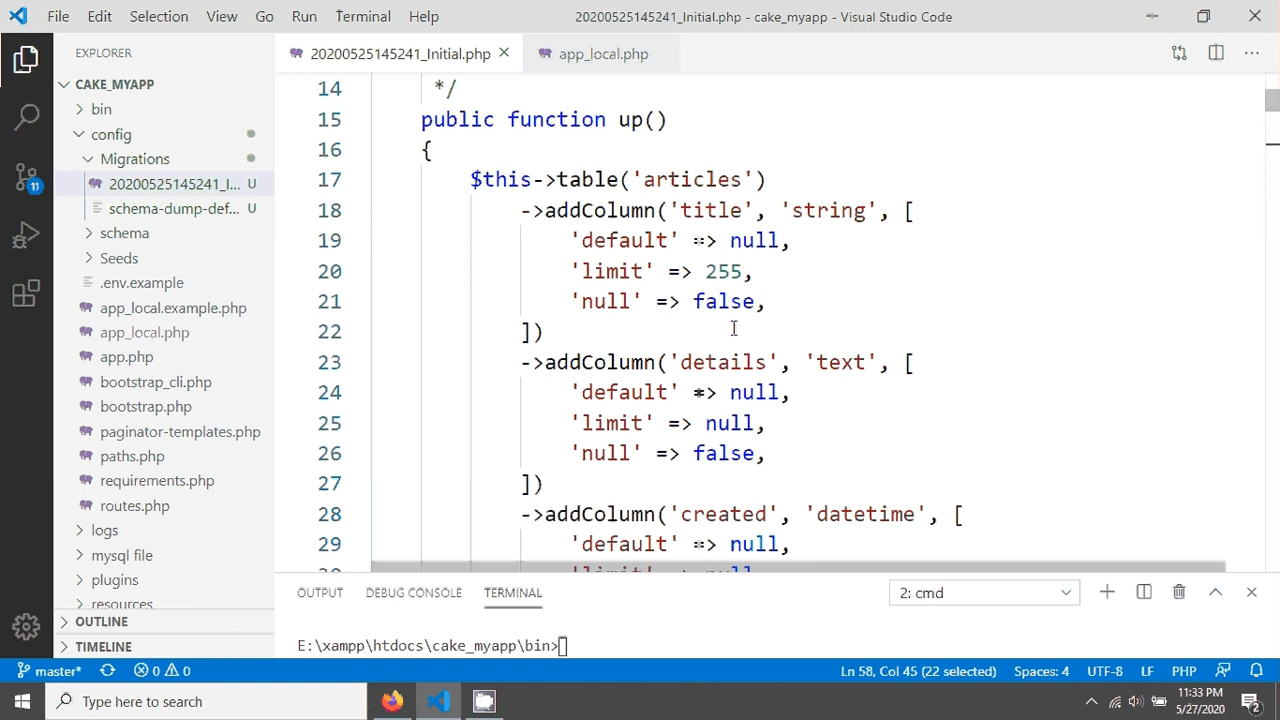 File Edit Selection View Go Run Terminal Help 20200525145241_Initial.php - cake_myapp - Visual Studio Code
EXPLORER
CAKE_MYAPP
bin
config
Migrations
20200525145241_I... U
schema-dump-def... U
schema
Seeds
.env.example
app_local.example.php
app_local.php
app.php
bootstrap_cli.php
bootstrap.php
paginator-templates.php
paths.php
requirements.php
routes.php
logs
mysql file
plugins
resources
OUTLINE
TIMELINE
11
20200525145241_Initial.php app_local.php
14 */
15 public function up()
16 {
17 $this->table('articles')
18 ->addColumn('title', 'string', [
19 'default' => null,
20 'limit' => 255,
21 'null' => false,
22 ])
23 ->addColumn('details', 'text', [
24 'default' => null,
25 'limit' => null,
26 'null' => false,
27 ])
28 ->addColumn('created', 'datetime', [
29 'default' => null,
30 'limit' => null
OUTPUT DEBUG CONSOLE TERMINAL 2: cmd
E:\xampp\htdocs\cake_myapp\bin>
master* 0 0 Ln 58, Col 45 (22 selected) Spaces: 4 UTF-8 LF PHP
Type here to search
11:33 PM
5/27/2020
2